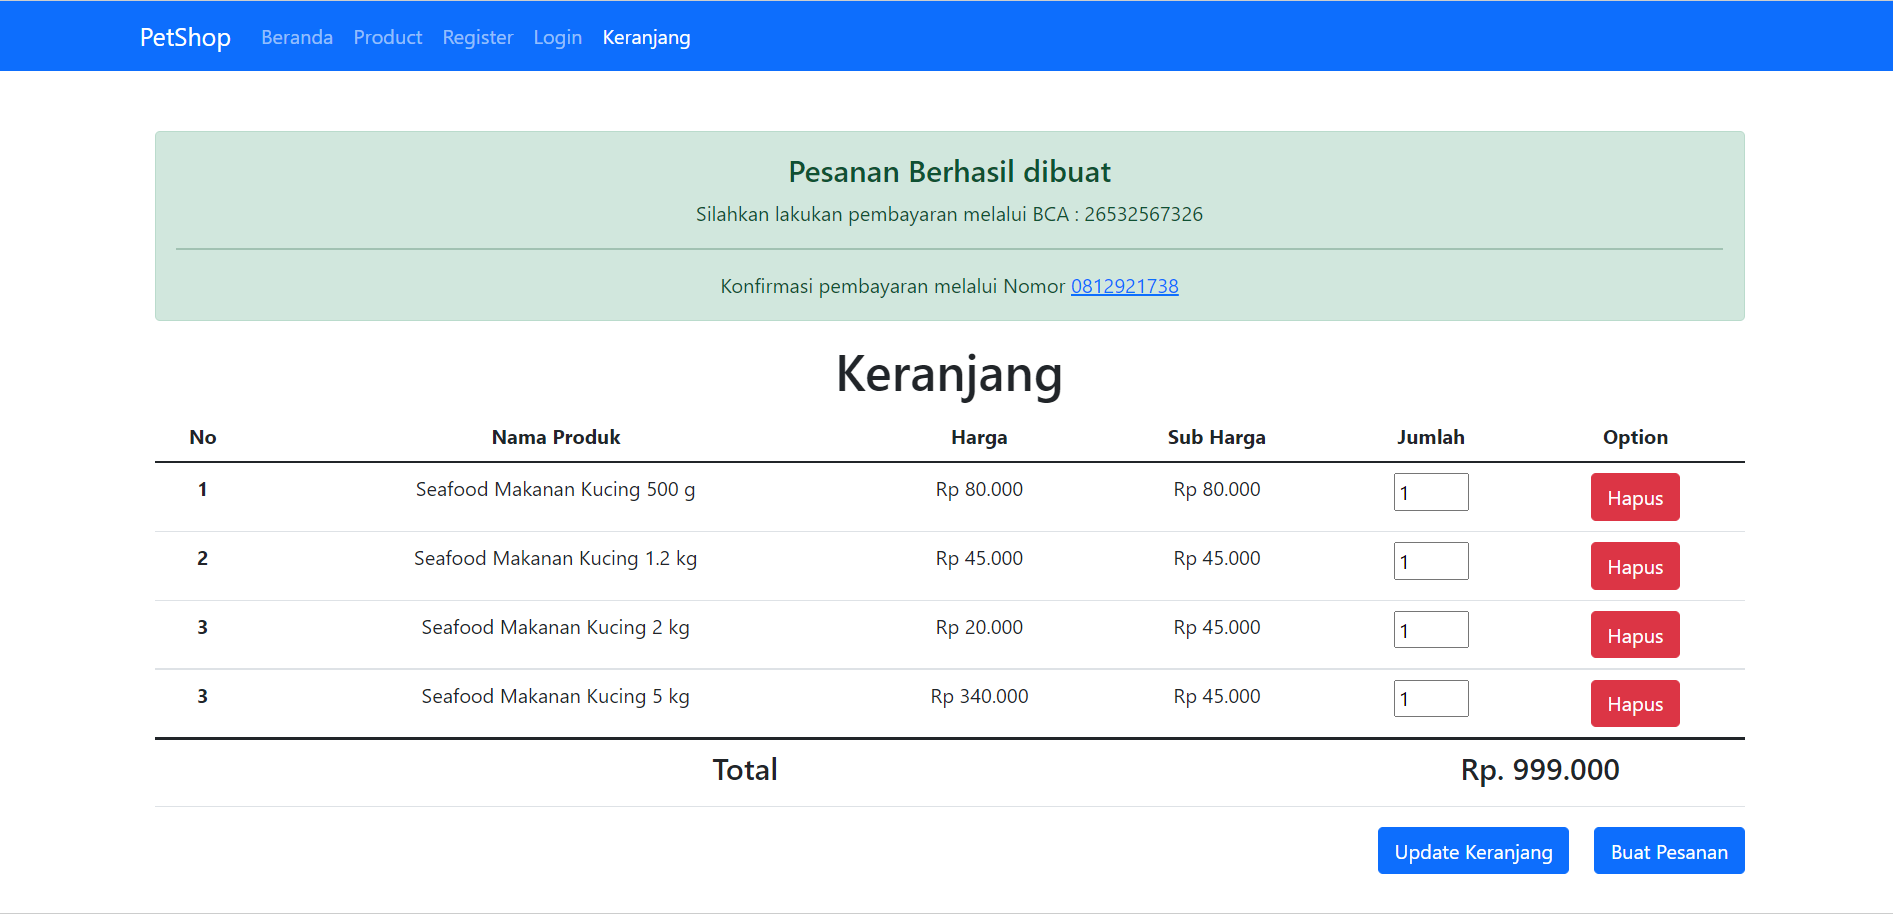 PetShop Beranda Product Register Login Keranjang
Pesanan Berhasil dibuat
Silahkan lakukan pembayaran melalui BCA : 26532567326
Konfirmasi pembayaran melalui Nomor 0812921738
Keranjang
No Nama Produk Harga Sub Harga Jumlah Option
1 Seafood Makanan Kucing 500 g Rp 80.000 Rp 80.000 1 Hapus
2 Seafood Makanan Kucing 1.2 kg Rp 45.000 Rp 45.000 1 Hapus
3 Seafood Makanan Kucing 2 kg Rp 20.000 Rp 45.000 1 Hapus
3 Seafood Makanan Kucing 5 kg Rp 340.000 Rp 45.000 1 Hapus
Total Rp. 999.000
Update Keranjang Buat Pesanan